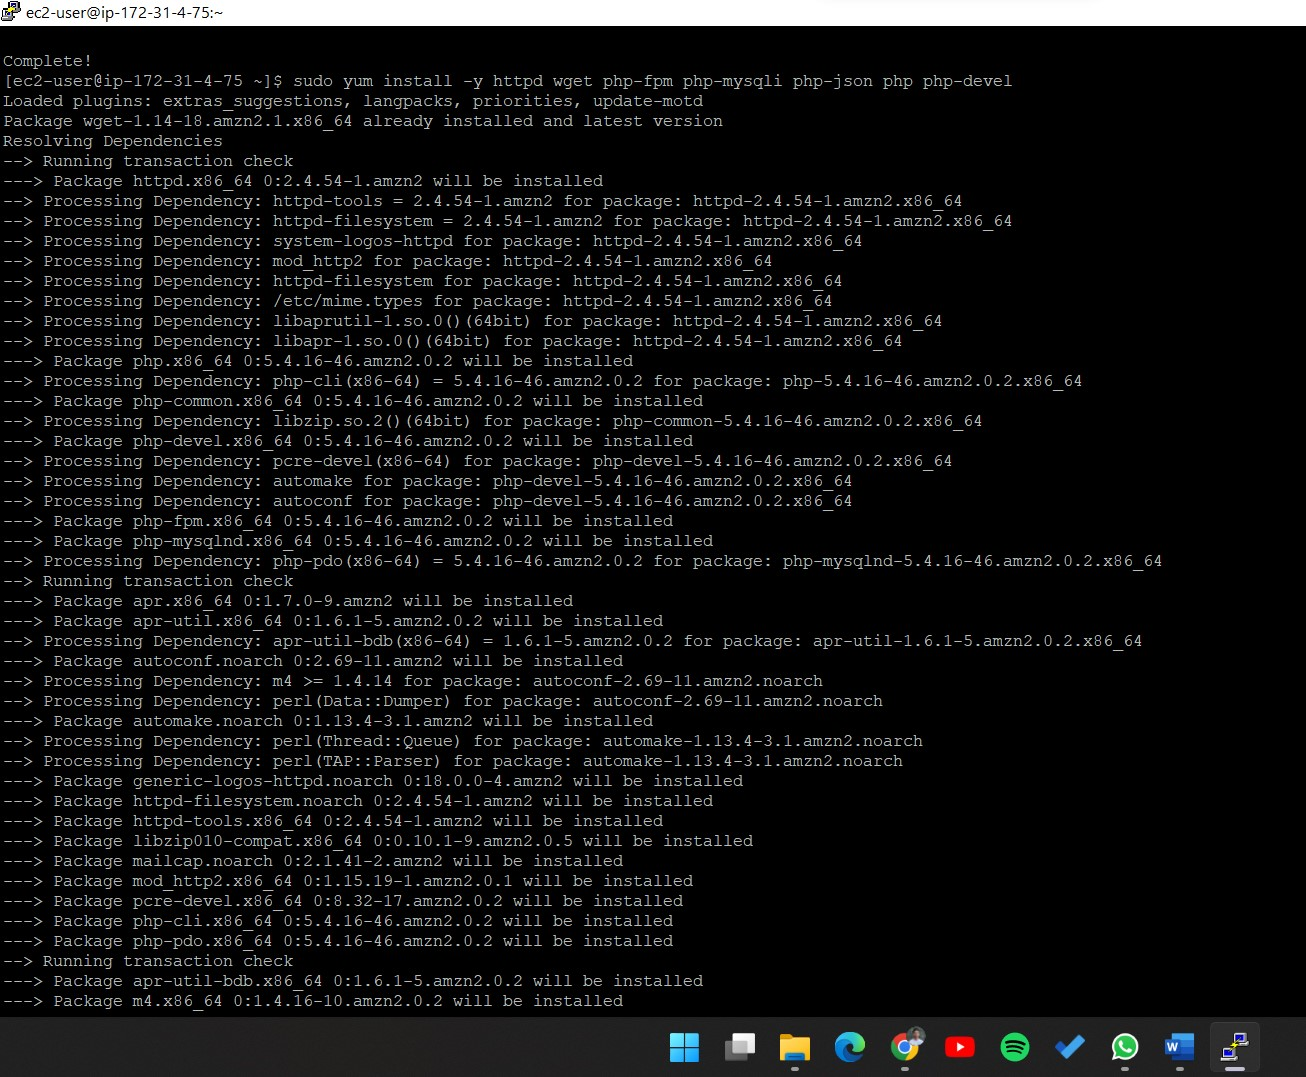 ec2-user@ip-172-31-4-75:~
Complete!
[ec2-user@ip-172-31-4-75 ~]$ sudo yum install -y httpd wget php-fpm php-mysqli php-json php php-devel
Loaded plugins: extras_suggestions, langpacks, priorities, update-motd
Package wget-1.14-18.amzn2.1.x86_64 already installed and latest version
Resolving Dependencies
--> Running transaction check
---> Package httpd.x86_64 0:2.4.54-1.amzn2 will be installed
--> Processing Dependency: httpd-tools = 2.4.54-1.amzn2 for package: httpd-2.4.54-1.amzn2.x86_64
--> Processing Dependency: httpd-filesystem = 2.4.54-1.amzn2 for package: httpd-2.4.54-1.amzn2.x86_64
--> Processing Dependency: system-logos-httpd for package: httpd-2.4.54-1.amzn2.x86_64
--> Processing Dependency: mod_http2 for package: httpd-2.4.54-1.amzn2.x86_64
--> Processing Dependency: httpd-filesystem for package: httpd-2.4.54-1.amzn2.x86_64
--> Processing Dependency: /etc/mime.types for package: httpd-2.4.54-1.amzn2.x86_64
--> Processing Dependency: libaprutil-1.so.0()(64bit) for package: httpd-2.4.54-1.amzn2.x86_64
--> Processing Dependency: libapr-1.so.0()(64bit) for package: httpd-2.4.54-1.amzn2.x86_64
---> Package php.x86_64 0:5.4.16-46.amzn2.0.2 will be installed
--> Processing Dependency: php-cli(x86-64) = 5.4.16-46.amzn2.0.2 for package: php-5.4.16-46.amzn2.0.2.x86_64
---> Package php-common.x86_64 0:5.4.16-46.amzn2.0.2 will be installed
--> Processing Dependency: libzip.so.2()(64bit) for package: php-common-5.4.16-46.amzn2.0.2.x86_64
---> Package php-devel.x86_64 0:5.4.16-46.amzn2.0.2 will be installed
--> Processing Dependency: pcre-devel(x86-64) for package: php-devel-5.4.16-46.amzn2.0.2.x86_64
--> Processing Dependency: automake for package: php-devel-5.4.16-46.amzn2.0.2.x86_64
--> Processing Dependency: autoconf for package: php-devel-5.4.16-46.amzn2.0.2.x86_64
---> Package php-fpm.x86_64 0:5.4.16-46.amzn2.0.2 will be installed
---> Package php-mysqlnd.x86_64 0:5.4.16-46.amzn2.0.2 will be installed
--> Processing Dependency: php-pdo(x86-64) = 5.4.16-46.amzn2.0.2 for package: php-mysqlnd-5.4.16-46.amzn2.0.2.x86_64
--> Running transaction check
---> Package apr.x86_64 0:1.7.0-9.amzn2 will be installed
---> Package apr-util.x86_64 0:1.6.1-5.amzn2.0.2 will be installed
--> Processing Dependency: apr-util-bdb(x86-64) = 1.6.1-5.amzn2.0.2 for package: apr-util-1.6.1-5.amzn2.0.2.x86_64
---> Package autoconf.noarch 0:2.69-11.amzn2 will be installed
--> Processing Dependency: m4 >= 1.4.14 for package: autoconf-2.69-11.amzn2.noarch
--> Processing Dependency: perl(Data::Dumper) for package: autoconf-2.69-11.amzn2.noarch
---> Package automake.noarch 0:1.13.4-3.1.amzn2 will be installed
--> Processing Dependency: perl(Thread::Queue) for package: automake-1.13.4-3.1.amzn2.noarch
--> Processing Dependency: perl(TAP::Parser) for package: automake-1.13.4-3.1.amzn2.noarch
---> Package generic-logos-httpd.noarch 0:18.0.0-4.amzn2 will be installed
---> Package httpd-filesystem.noarch 0:2.4.54-1.amzn2 will be installed
---> Package httpd-tools.x86_64 0:2.4.54-1.amzn2 will be installed
---> Package libzip010-compat.x86_64 0:0.10.1-9.amzn2.0.5 will be installed
---> Package mailcap.noarch 0:2.1.41-2.amzn2 will be installed
---> Package mod_http2.x86_64 0:1.15.19-1.amzn2.0.1 will be installed
---> Package pcre-devel.x86_64 0:8.32-17.amzn2.0.2 will be installed
---> Package php-cli.x86_64 0:5.4.16-46.amzn2.0.2 will be installed
---> Package php-pdo.x86_64 0:5.4.16-46.amzn2.0.2 will be installed
--> Running transaction check
---> Package apr-util-bdb.x86_64 0:1.6.1-5.amzn2.0.2 will be installed
---> Package m4.x86_64 0:1.4.16-10.amzn2.0.2 will be installed
W